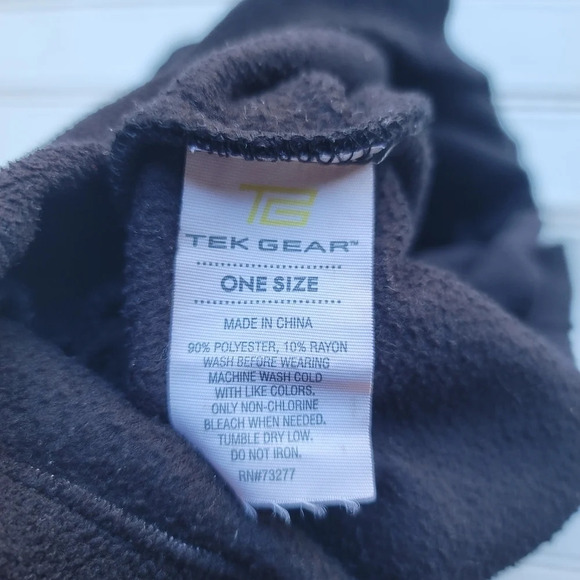 TG
TEK GEAR™
ONE SIZE
MADE IN CHINA
90% POLYESTER, 10% RAYON
WASH BEFORE WEARING
MACHINE WASH COLD
WITH LIKE COLORS.
ONLY NON-CHLORINE
BLEACH WHEN NEEDED.
TUMBLE DRY LOW.
DO NOT IRON.
RN#73277